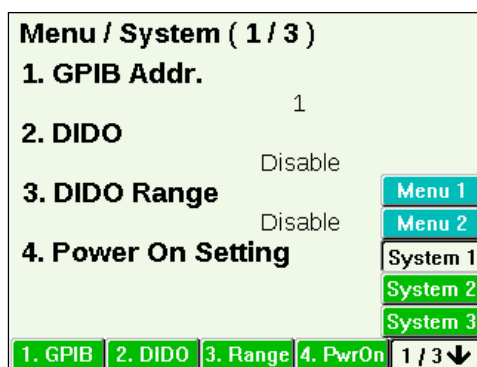 Menu / System ( 1 / 3 )
1. GPIB Addr.
1
2. DIDO
Disable
3. DIDO Range
Disable
4. Power On Setting
Menu 1
Menu 2
System 1
System 2
System 3
1. GPIB 2. DIDO 3. Range 4. PwrOn 1 / 3